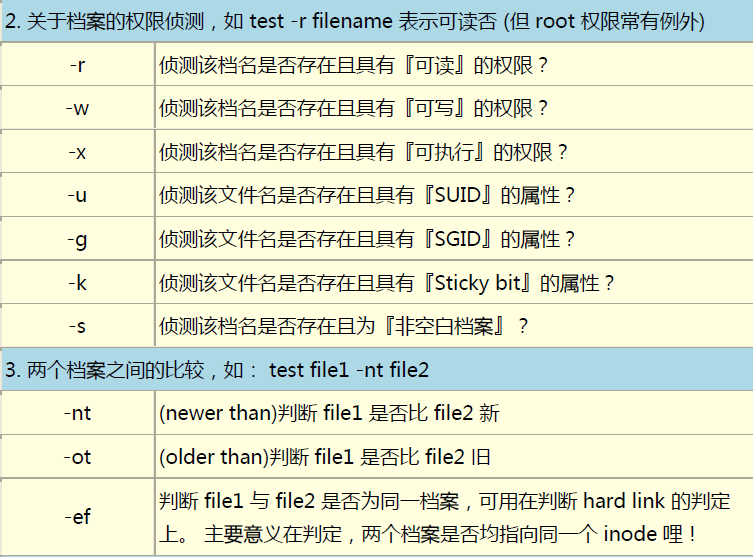 2. 关于档案的权限侦测，如 test -r filename 表示可读否 (但 root 权限常有例外)
-r 侦测该档名是否存在且具有『可读』的权限？
-w 侦测该档名是否存在且具有『可写』的权限？
-x 侦测该档名是否存在且具有『可执行』的权限？
-u 侦测该文件名是否存在且具有『SUID』的属性？
-g 侦测该文件名是否存在且具有『SGID』的属性？
-k 侦测该文件名是否存在且具有『Sticky bit』的属性？
-s 侦测该档名是否存在且为『非空白档案』？
3. 两个档案之间的比较，如： test file1 -nt file2
-nt (newer than)判断 file1 是否比 file2 新
-ot (older than)判断 file1 是否比 file2 旧
-ef 判断 file1 与 file2 是否为同一档案，可用在判断 hard link 的判定
上。 主要意义在判定，两个档案是否均指向同一个 inode 哩！